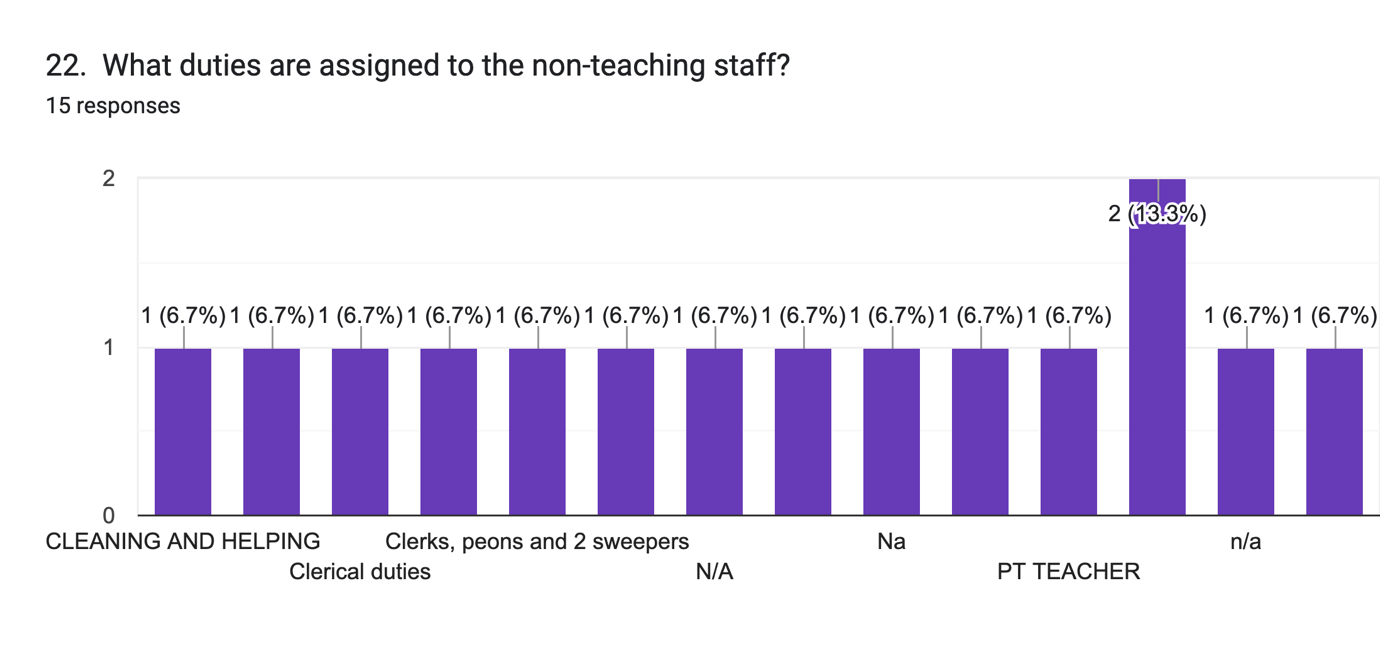 22.  What duties are assigned to the non-teaching staff?
15 responses
2
2 (13.3%)
1 (6.7%) 1 (6.7%) 1 (6.7%) 1 (6.7%) 1 (6.7%) 1 (6.7%) 1 (6.7%) 1 (6.7%) 1 (6.7%) 1 (6.7%) 1 (6.7%) 1 (6.7%) 1 (6.7%)
1
0
CLEANING AND HELPING Clerks, peons and 2 sweepers Na n/a
Clerical duties N/A PT TEACHER